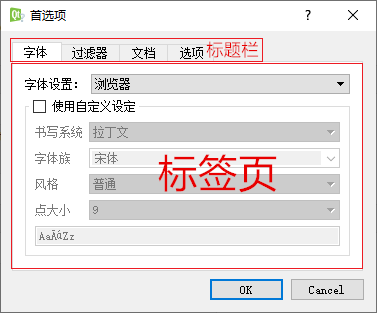 Qt 首选项
字体 过滤器 文档 选项 标题栏
字体设置： 浏览器
使用自定义设定
书写系统 拉丁文
字体族 宋体
风格 普通
标签页
点大小 9
AaÃáZz
OK Cancel